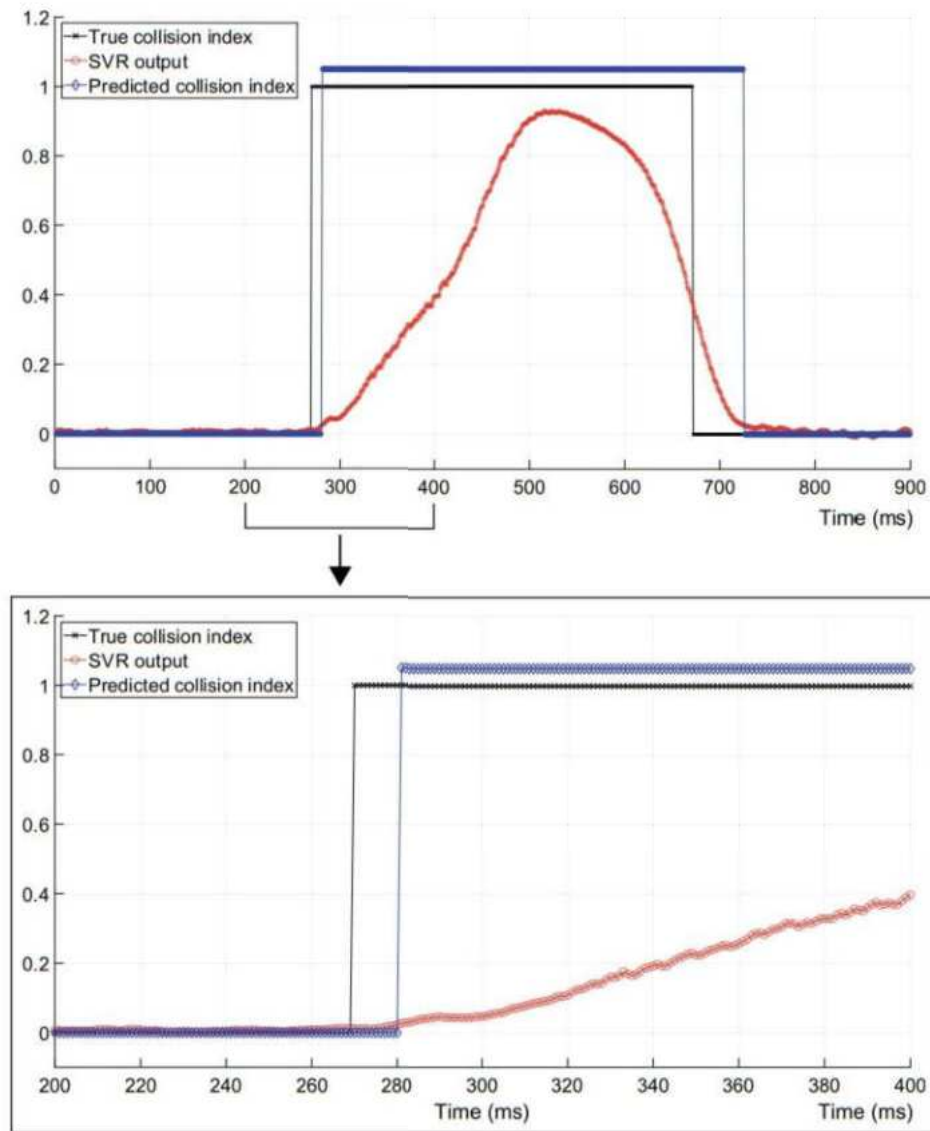 1.2
1
0.8
0.6
0.4
0.2
0
True collision index
SVR output
Predicted collision index
0 100 200 300 400 500 600 700 800 900
Time (ms)
1.2
1
0.8
0.6
0.4
0.2
0
True collision index
SVR output
Predicted collision index
200 220 240 260 280 300 320 340 360 380 400
Time (ms) Time (ms)